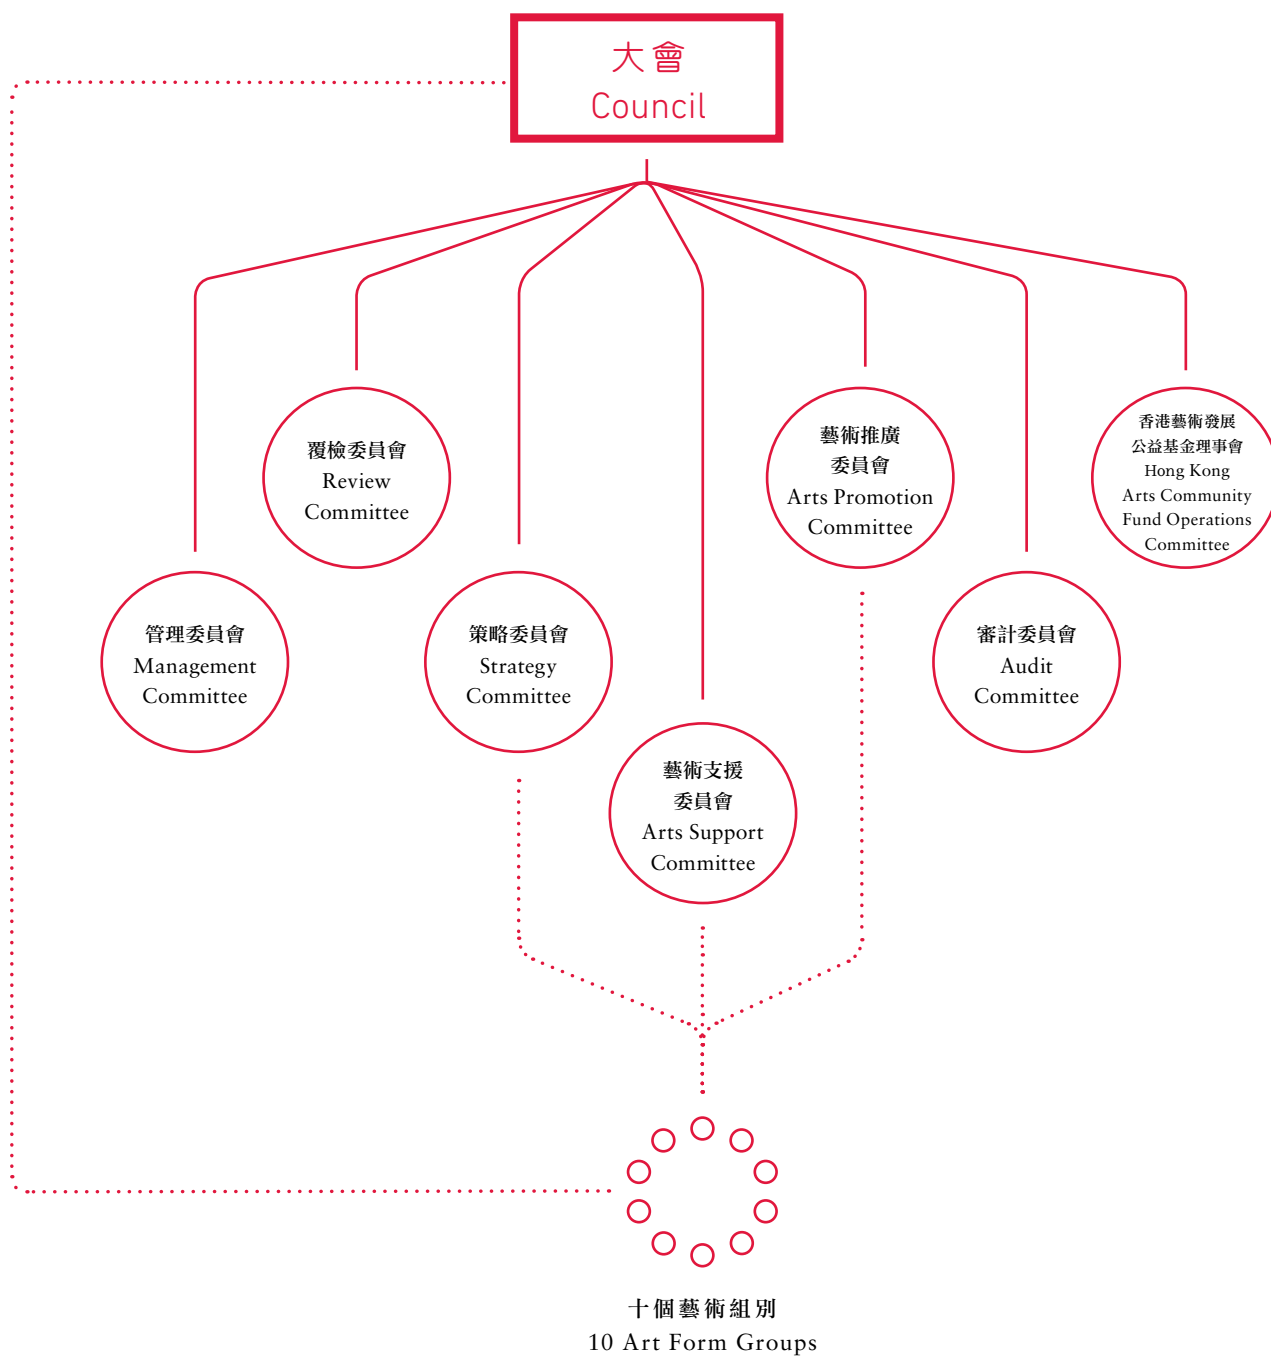 大會
Council
覆檢委員會
Review
Committee
藝術推廣
委員會
Arts Promotion
Committee
香港藝術發展
公益基金理事會
Hong Kong
Arts Community
Fund Operations
Committee
管理委員會
Management
Committee
策略委員會
Strategy
Committee
藝術支援
委員會
Arts Support
Committee
審計委員會
Audit
Committee
十個藝術組別
10 Art Form Groups